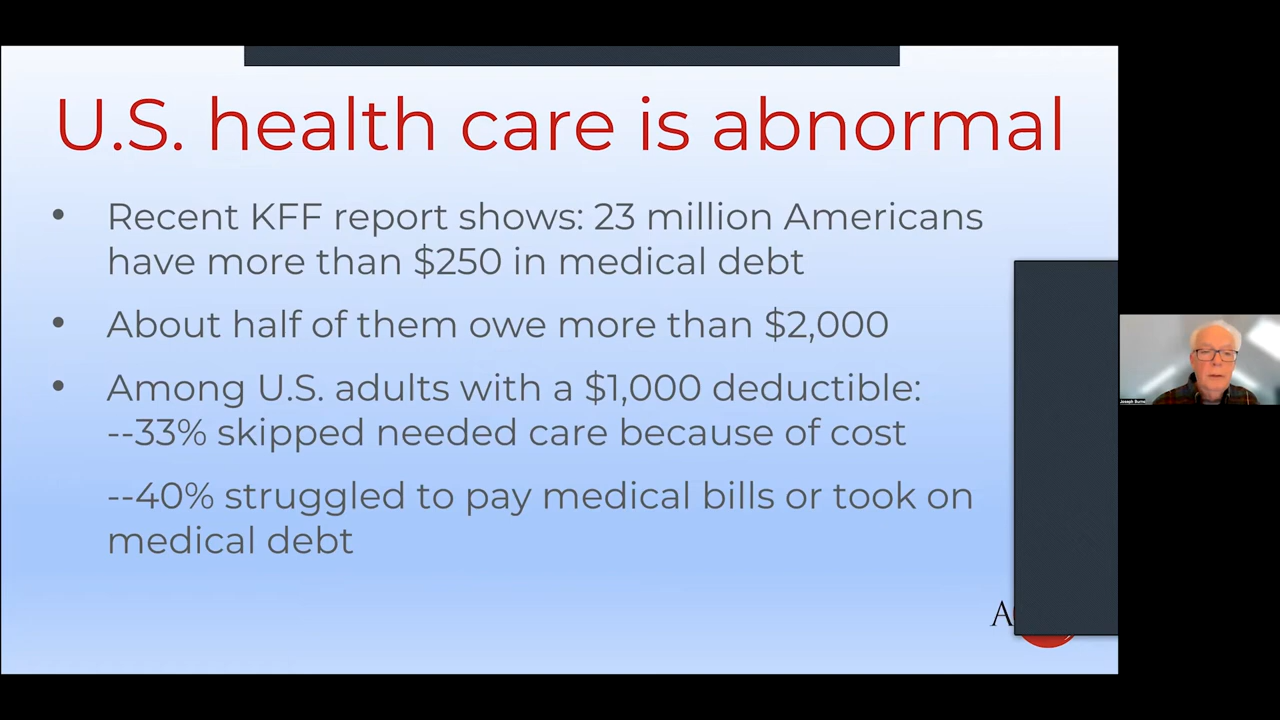 U.S. health care is abnormal
• Recent KFF report shows: 23 million Americans
have more than $250 in medical debt
• About half of them owe more than $2,000
• Among U.S. adults with a $1,000 deductible:
--33% skipped needed care because of cost
--40% struggled to pay medical bills or took on
medical debt
A
Joseph Burns